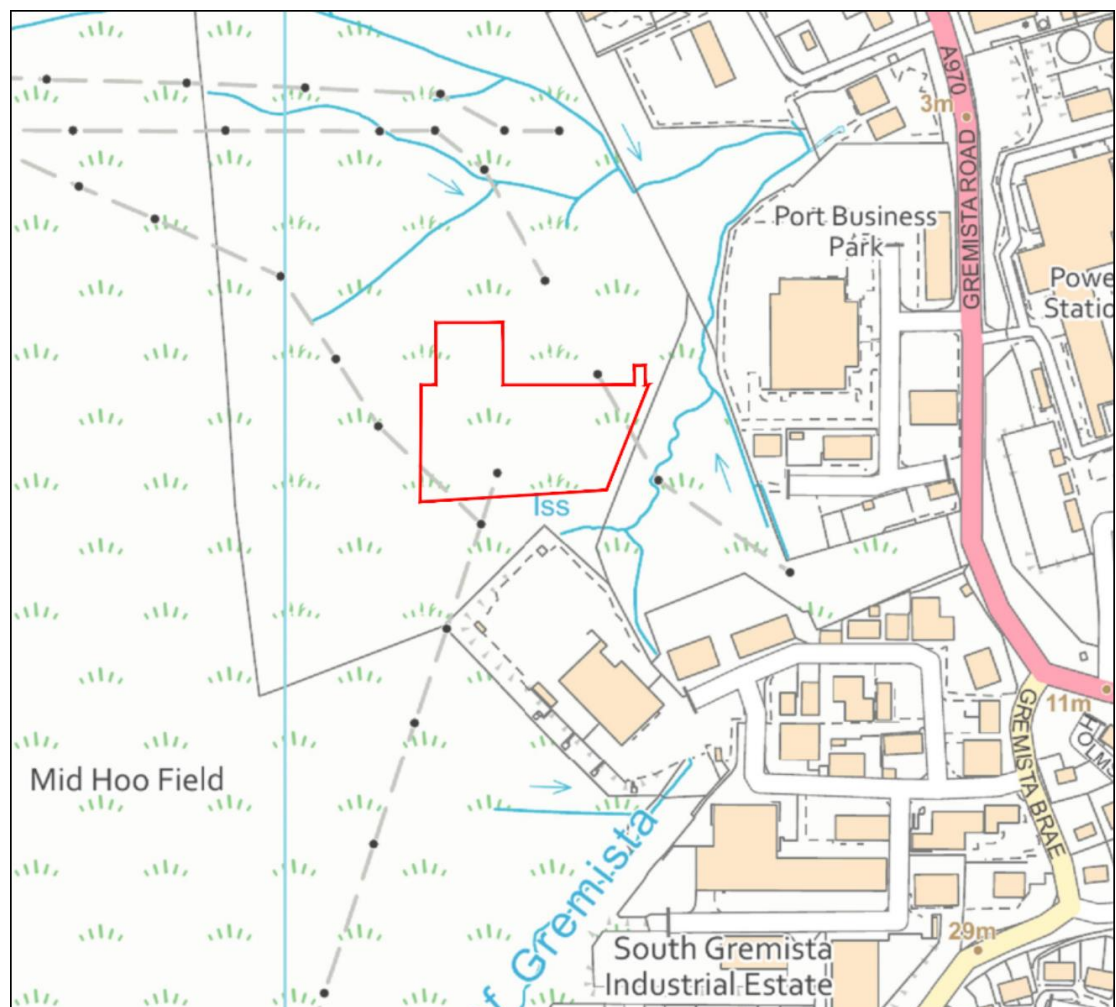 A970
3m
GREMISTA ROAD
Port Business
Park
Powe
Statio
Iss
11m
HOLMS
GREMISTA BRAE
Mid Hoo Field
f Gremista
29m
South Gremista
Industrial Estate